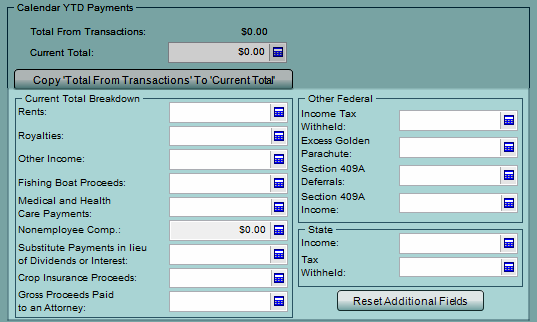 Calendar YTD Payments
Total From Transactions: $0.00
Current Total: $0.00
Copy 'Total From Transactions' To 'Current Total'
Current Total Breakdown
Rents:
Royalties:
Other Income:
Fishing Boat Proceeds:
Medical and Health
Care Payments:
Nonemployee Comp.: $0.00
Substitute Payments in lieu
of Dividends or Interest:
Crop Insurance Proceeds:
Gross Proceeds Paid
to an Attorney:
Other Federal
Income Tax
Withheld:
Excess Golden
Parachute:
Section 409A
Deferrals:
Section 409A
Income:
State
Income:
Tax
Withheld:
Reset Additional Fields